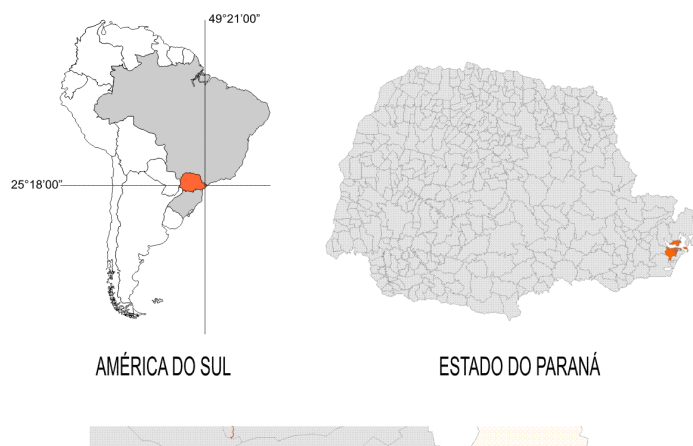 49°21'00"
25°18'00"
AMÉRICA DO SUL
ESTADO DO PARANÁ